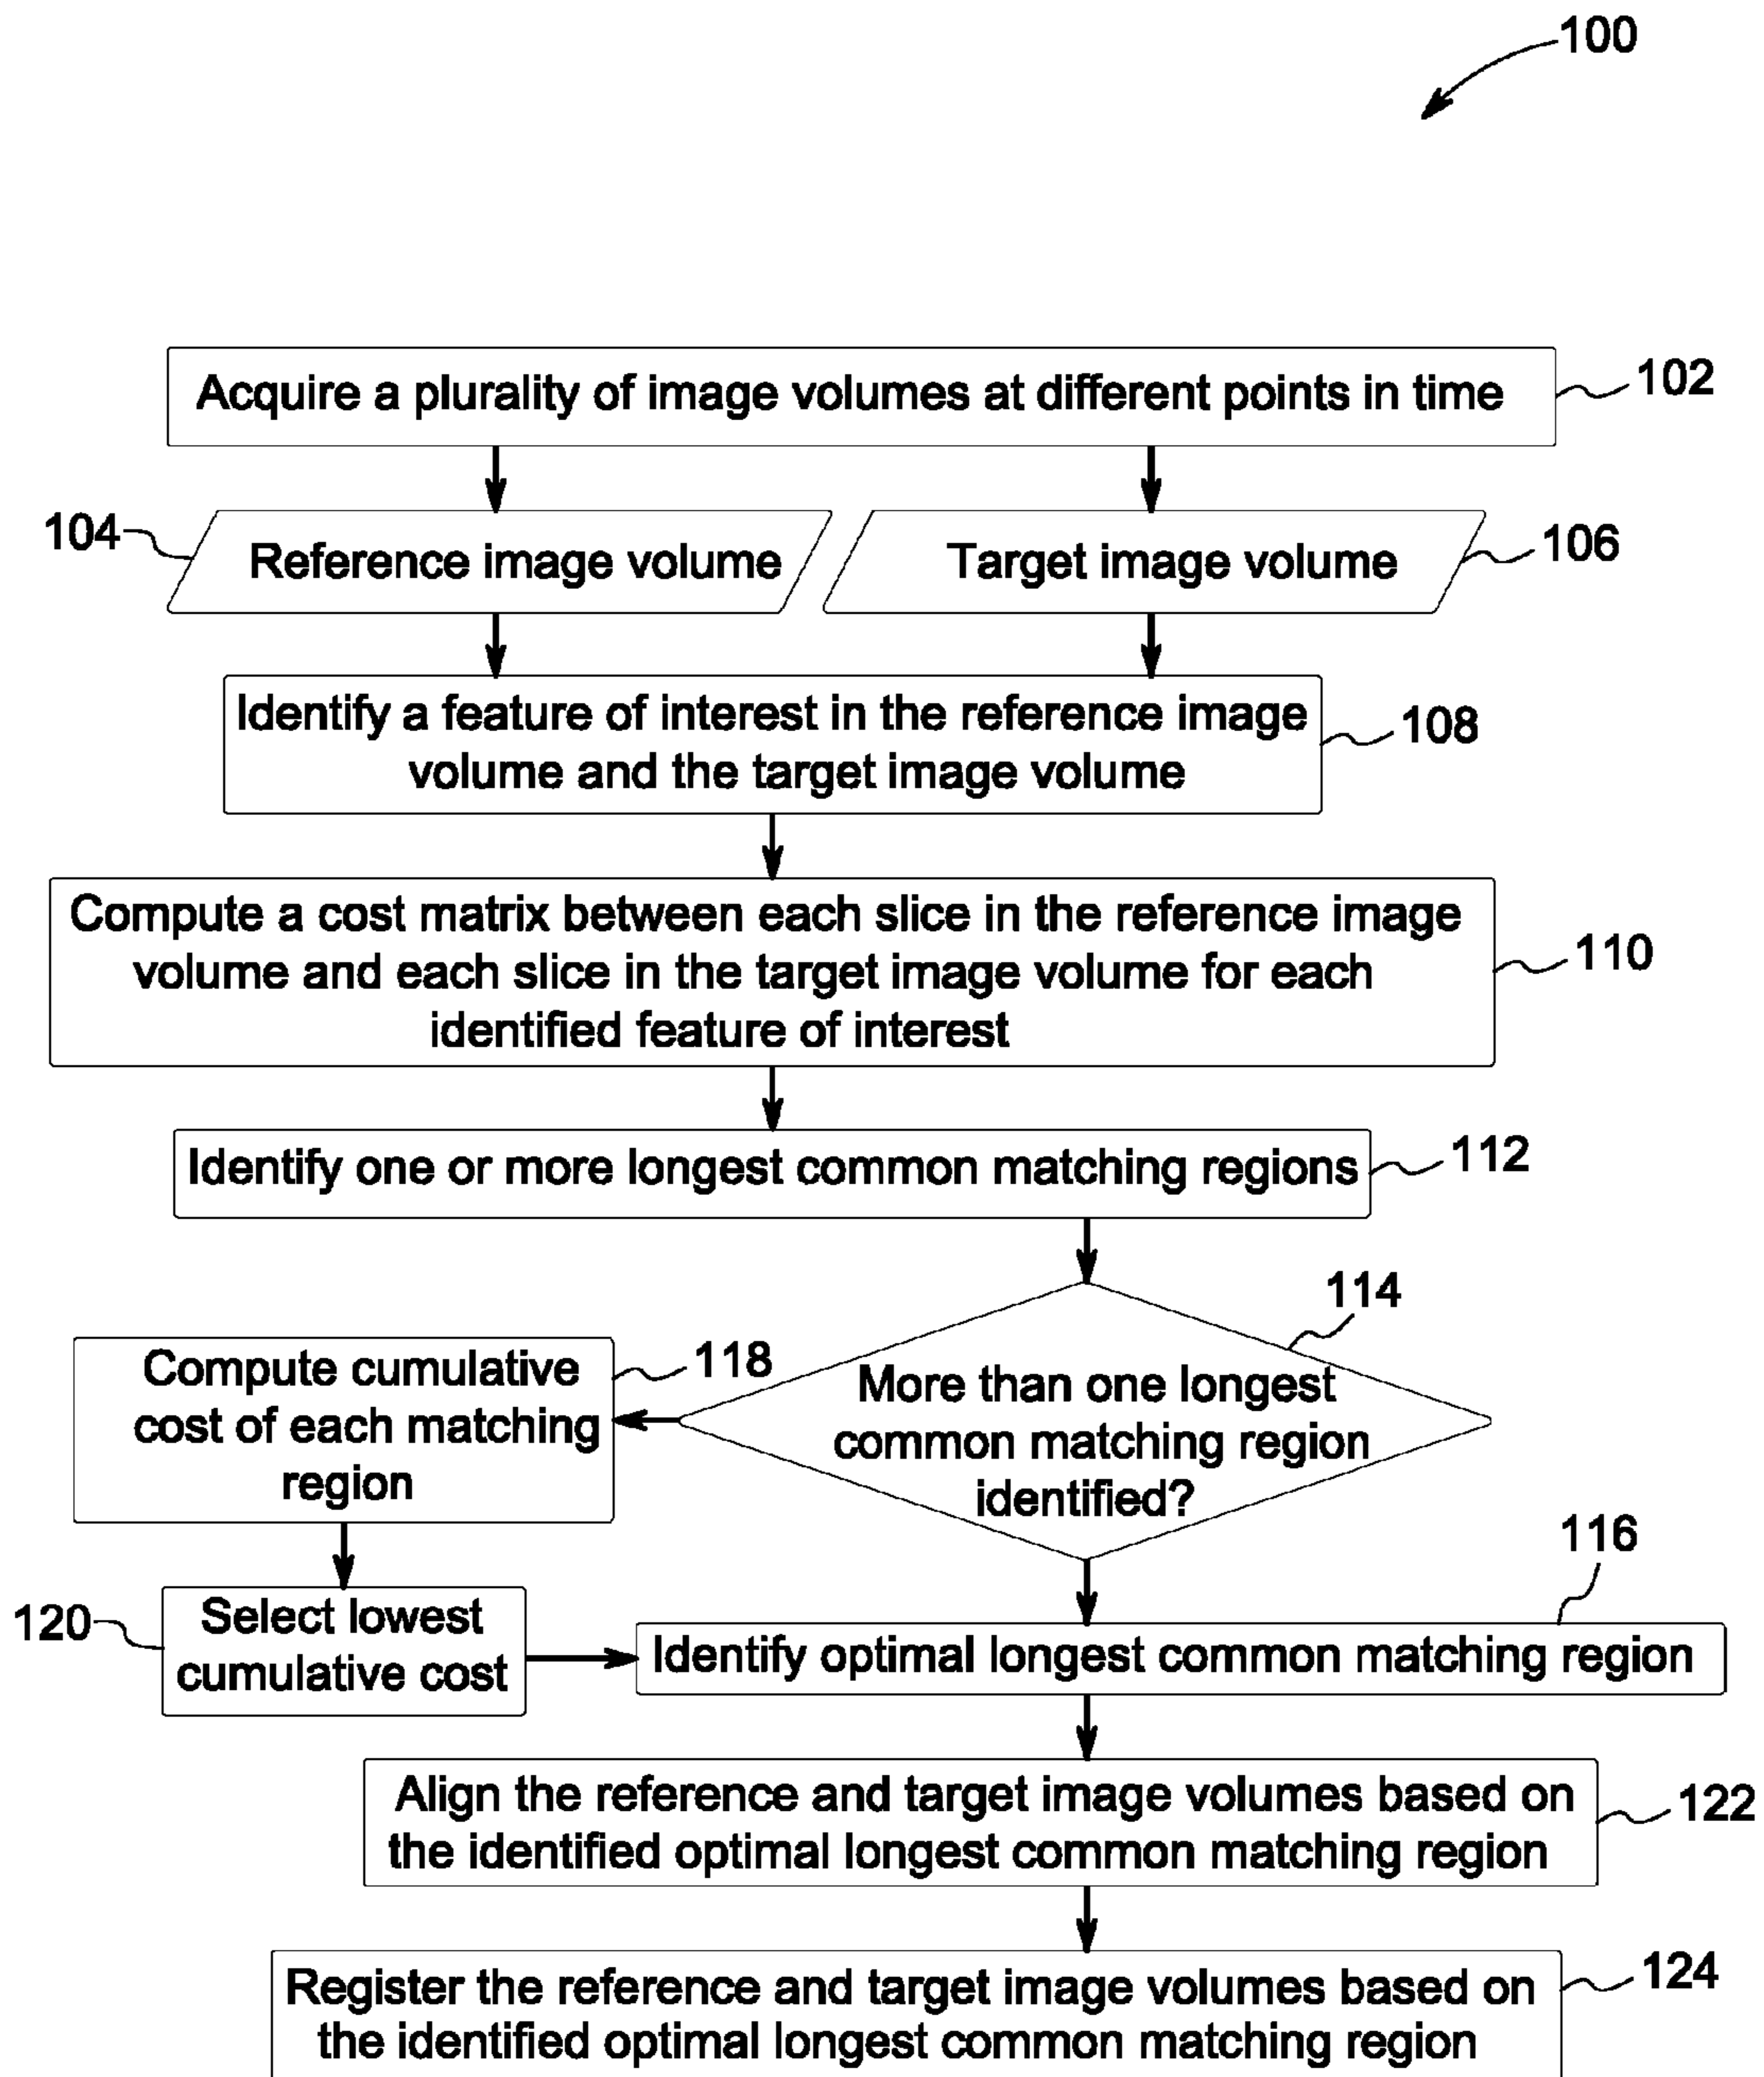 100
Acquire a plurality of image volumes at different points in time
102
104
Reference image volume
Target image volume
106
Identify a feature of interest in the reference image
volume and the target image volume
108
Compute a cost matrix between each slice in the reference image
volume and each slice in the target image volume for each
identified feature of interest
110
Identify one or more longest common matching regions
112
114
More than one longest
common matching region
identified?
118
Compute cumulative
cost of each matching
region
116
120
Select lowest
cumulative cost
Identify optimal longest common matching region
Align the reference and target image volumes based on
the identified optimal longest common matching region
122
Register the reference and target image volumes based on
the identified optimal longest common matching region
124